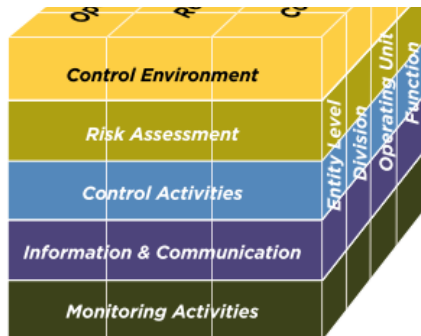 Control Environment
Risk Assessment
Control Activities
Information & Communication
Monitoring Activities
Entity Level
Division
Operating Unit
Function